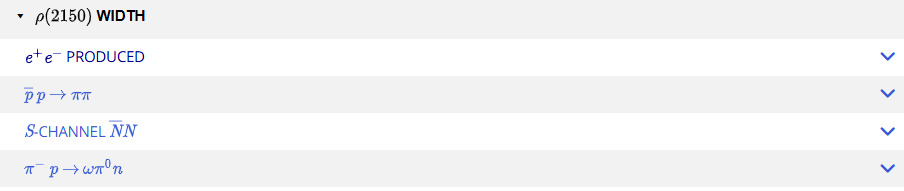 ρ(2150) WIDTH
e⁺e⁻ PRODUCED
p̅ p → ππ
S-CHANNEL N̅N
π⁻ p → ωπ⁰n